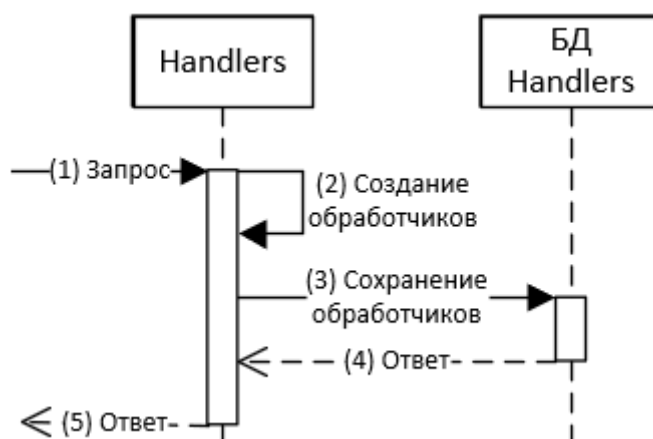 Handlers
БД
Handlers
(1) Запрос
(2) Создание
обработчиков
(3) Сохранение
обработчиков
(4) Ответ
(5) Ответ